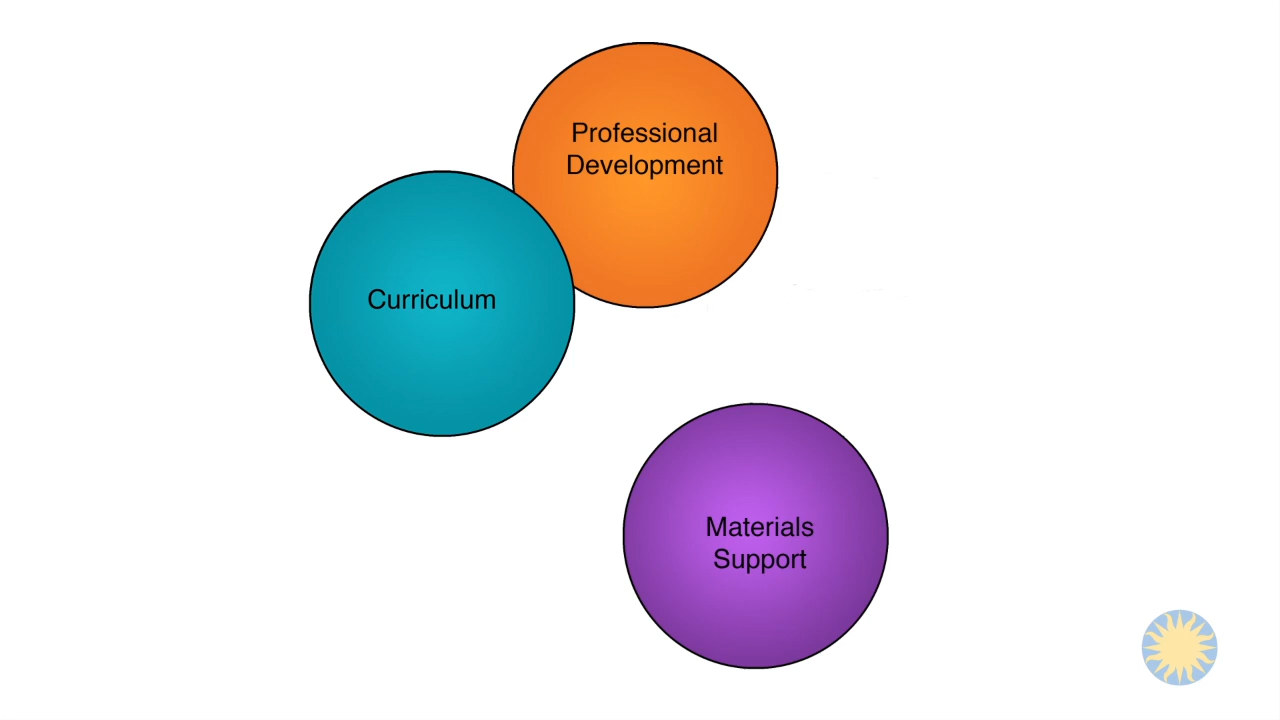 Professional
Development
Curriculum
Materials
Support